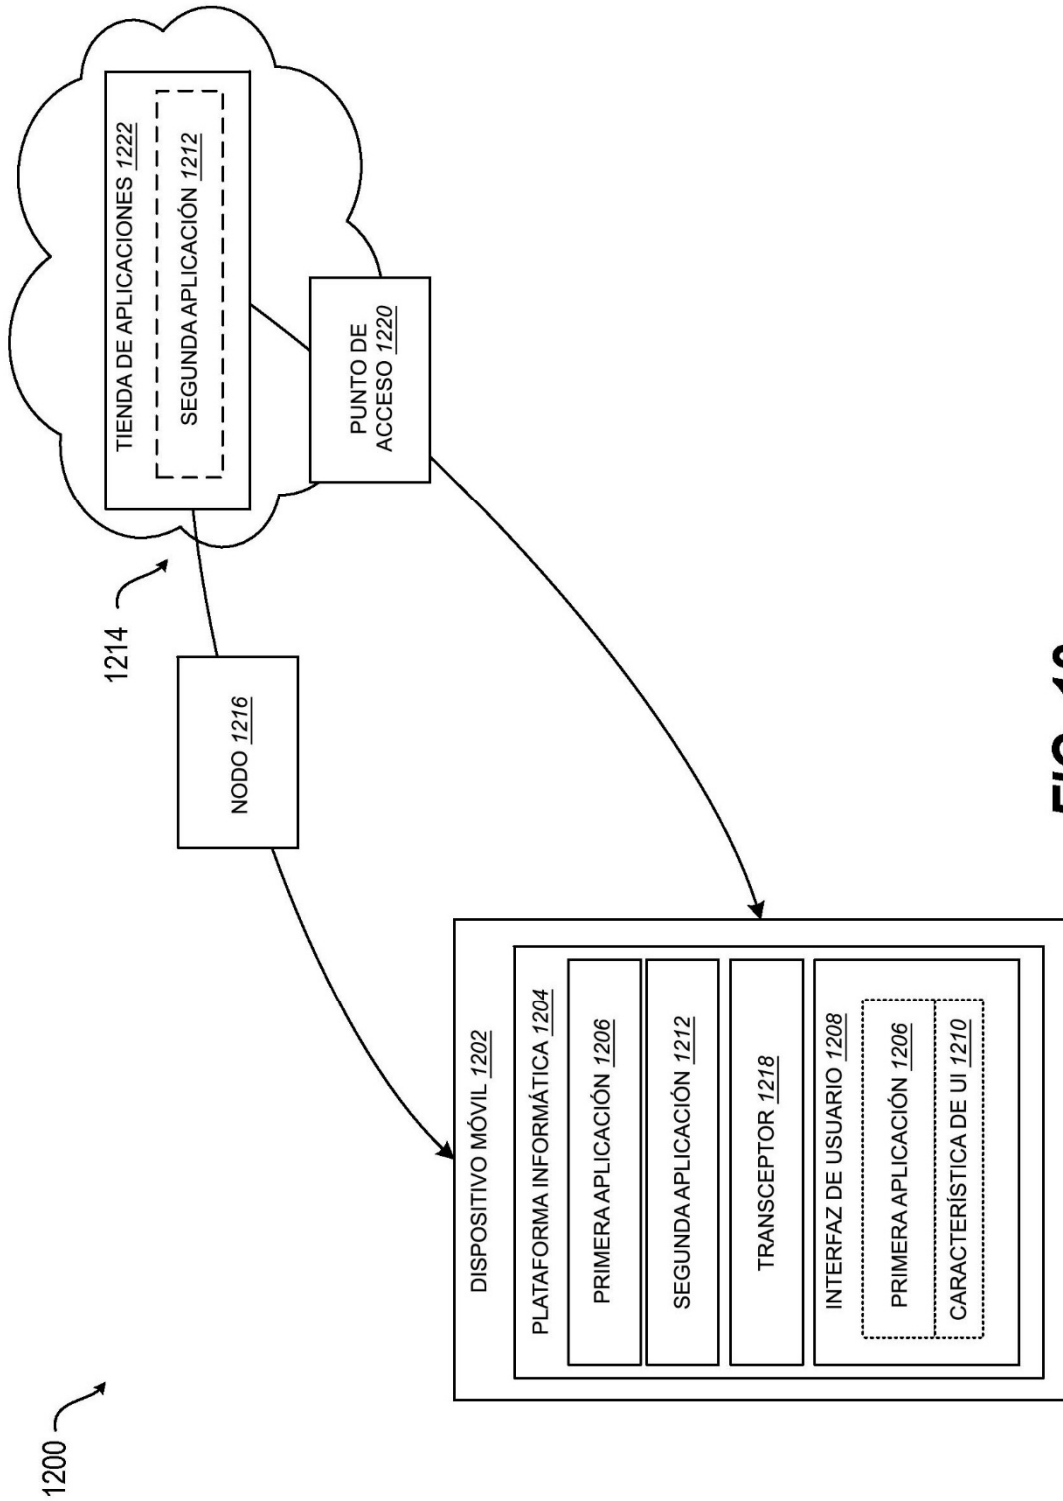 1200
1214
TIENDA DE APLICACIONES 1222
SEGUNDA APLICACIÓN 1212
NODO 1216
PUNTO DE
ACCESO 1220
DISPOSITIVO MÓVIL 1202
PLATAFORMA INFORMÁTICA 1204
PRIMERA APLICACIÓN 1206
SEGUNDA APLICACIÓN 1212
TRANSCEPTOR 1218
INTERFAZ DE USUARIO 1208
PRIMERA APLICACIÓN 1206
CARACTERÍSTICA DE UI 1210
FIG.